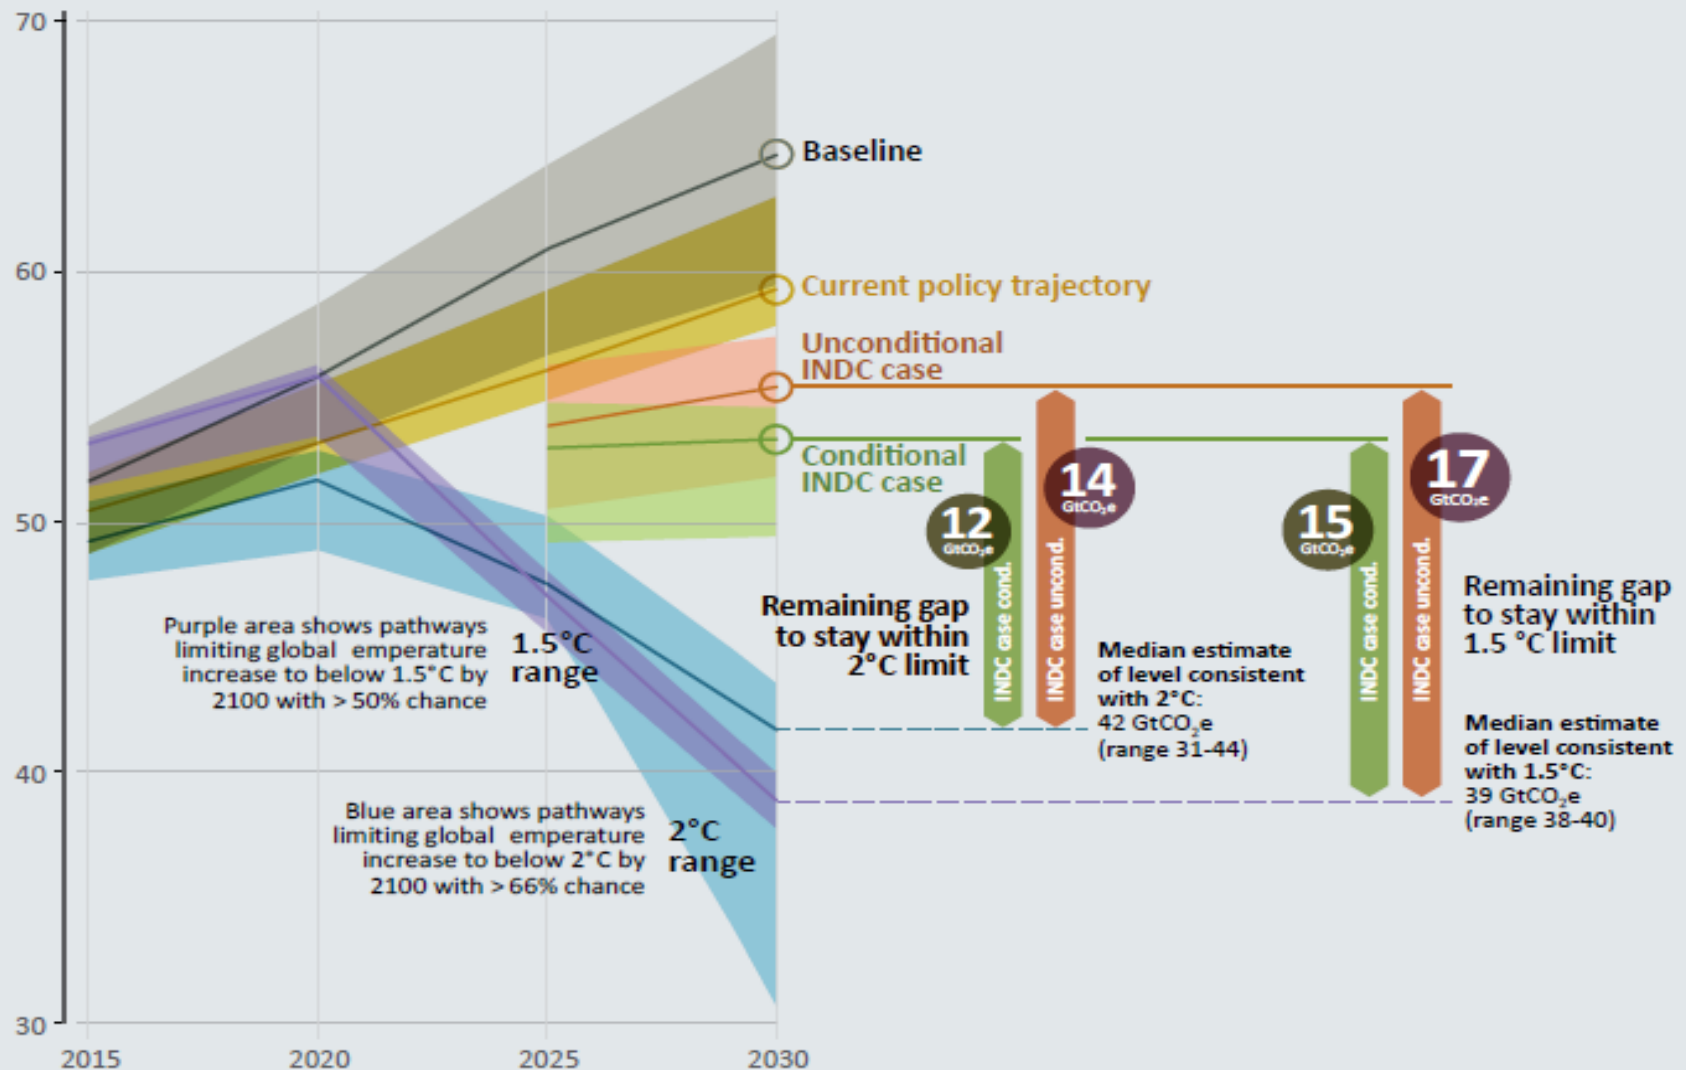 70
60
50
40
30
2015
2020
2025
2030
Baseline
Current policy trajectory
Unconditional
INDC case
Conditional
INDC case
Purple area shows pathways
limiting global emperature
increase to below 1.5°C by
2100 with > 50% chance
1.5°C
range
Blue area shows pathways
limiting global emperature
increase to below 2°C by
2100 with > 66% chance
2°C
range
Remaining gap
to stay within
2°C limit
12
GtCO₂e
INDC case cond.
14
GtCO₂e
INDC case uncond.
Median estimate
of level consistent
with 2°C:
42 GtCO₂e
(range 31-44)
15
GtCO₂e
INDC case cond.
17
GtCO₂e
INDC case uncond.
Remaining gap
to stay within
1.5 °C limit
Median estimate
of level consistent
with 1.5°C:
39 GtCO₂e
(range 38-40)